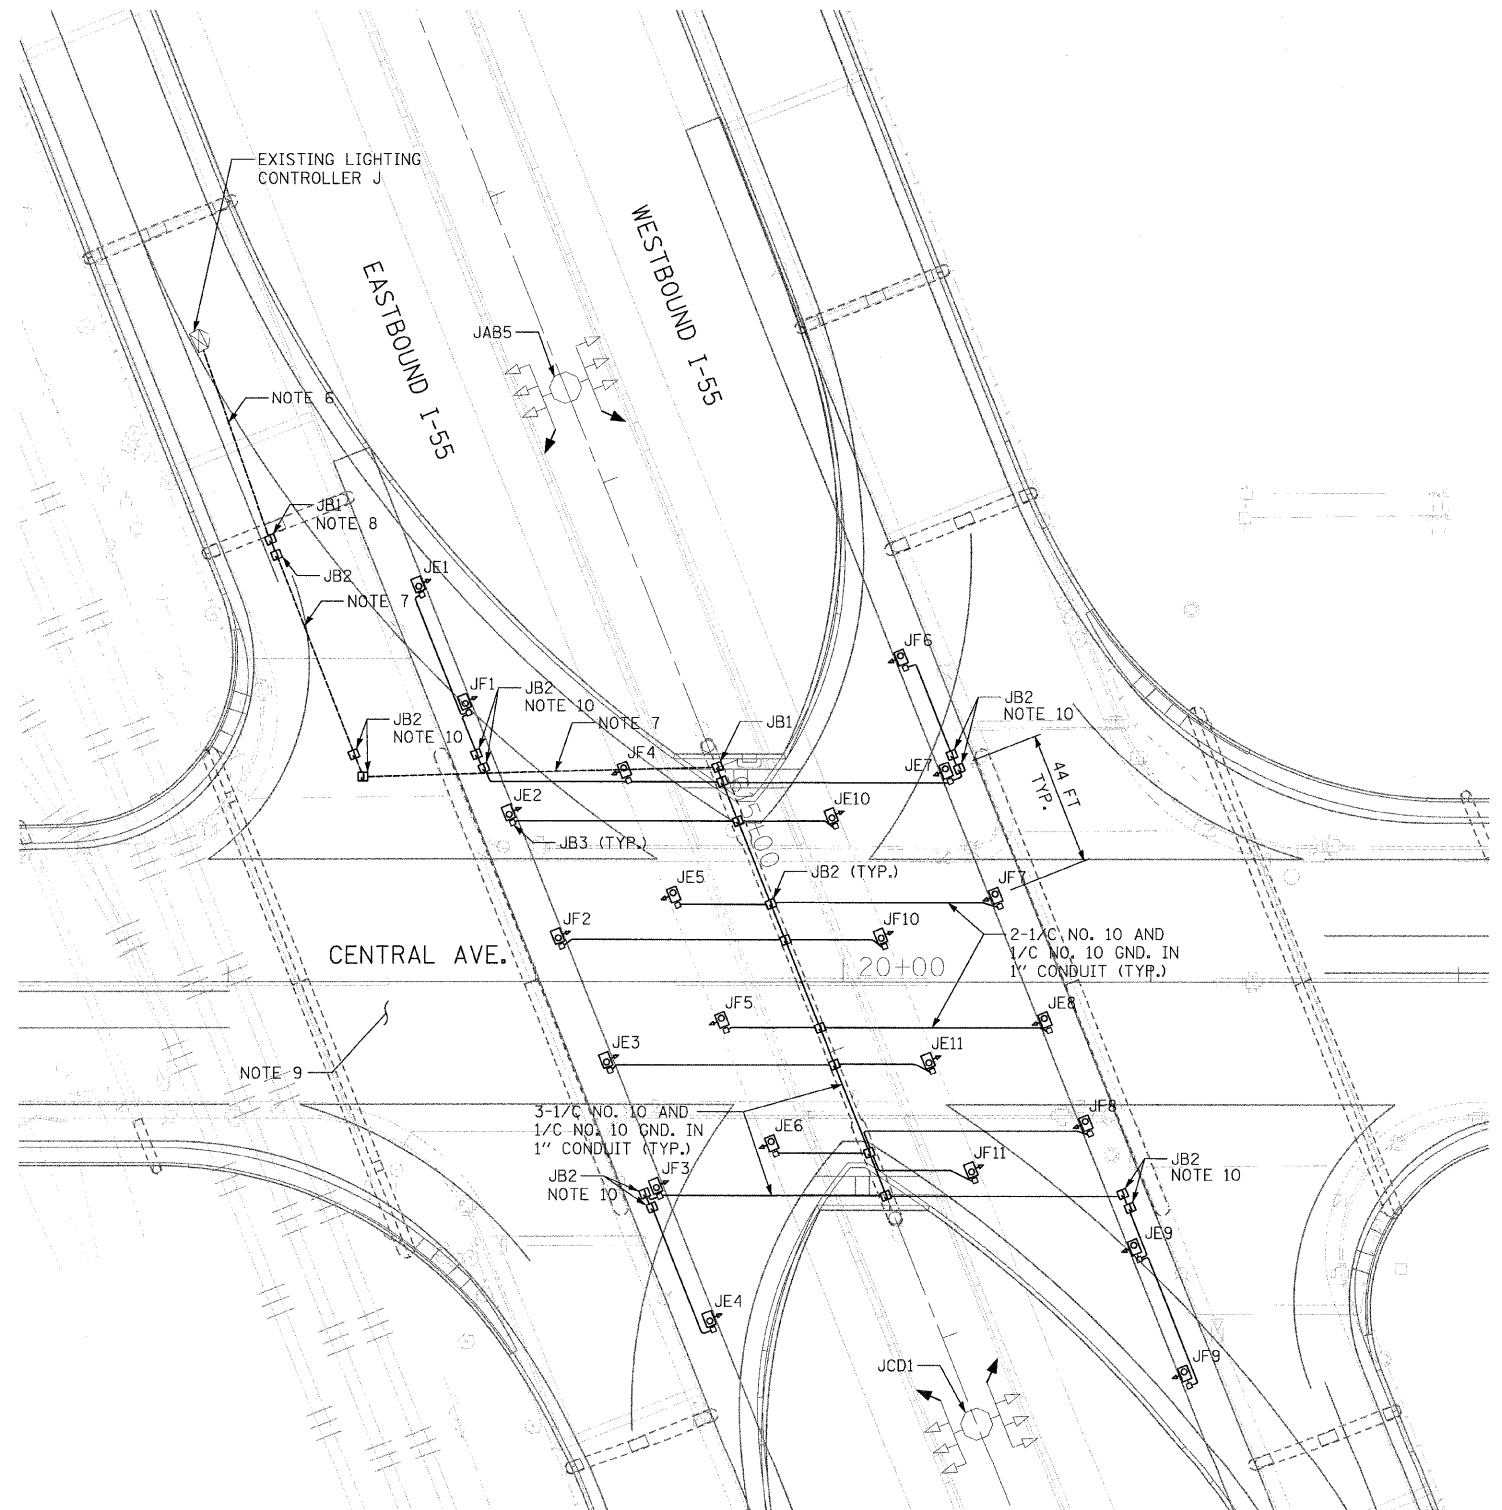 EXISTING LIGHTING
CONTROLLER J
WESTBOUND I-55
EASTBOUND I-55
JAB5
NOTE 6
JB1
NOTE 8
JB2
JE1
NOTE 7
JF6
JF1
JB2
NOTE 10
JB2
NOTE 10
JB2
NOTE 10
NOTE 7
JB1
JF4
JE7
44 FT
TYP.
JE2
JE10
JB3 (TYP.)
JB2 (TYP.)
JE5
JF7
JF2
JF10
2-1/C NO. 10 AND
1/C NO. 10 GND. IN
1" CONDUIT (TYP.)
CENTRAL AVE.
120+00
JF5
JE8
JE3
JE11
NOTE 9
3-1/C NO. 10 AND
1/C NO. 10 GND. IN
1" CONDUIT (TYP.)
JE6
JF8
JF11
JB2
NOTE 10
JF3
JB2
NOTE 10
JE9
JE4
JF9
JCD1